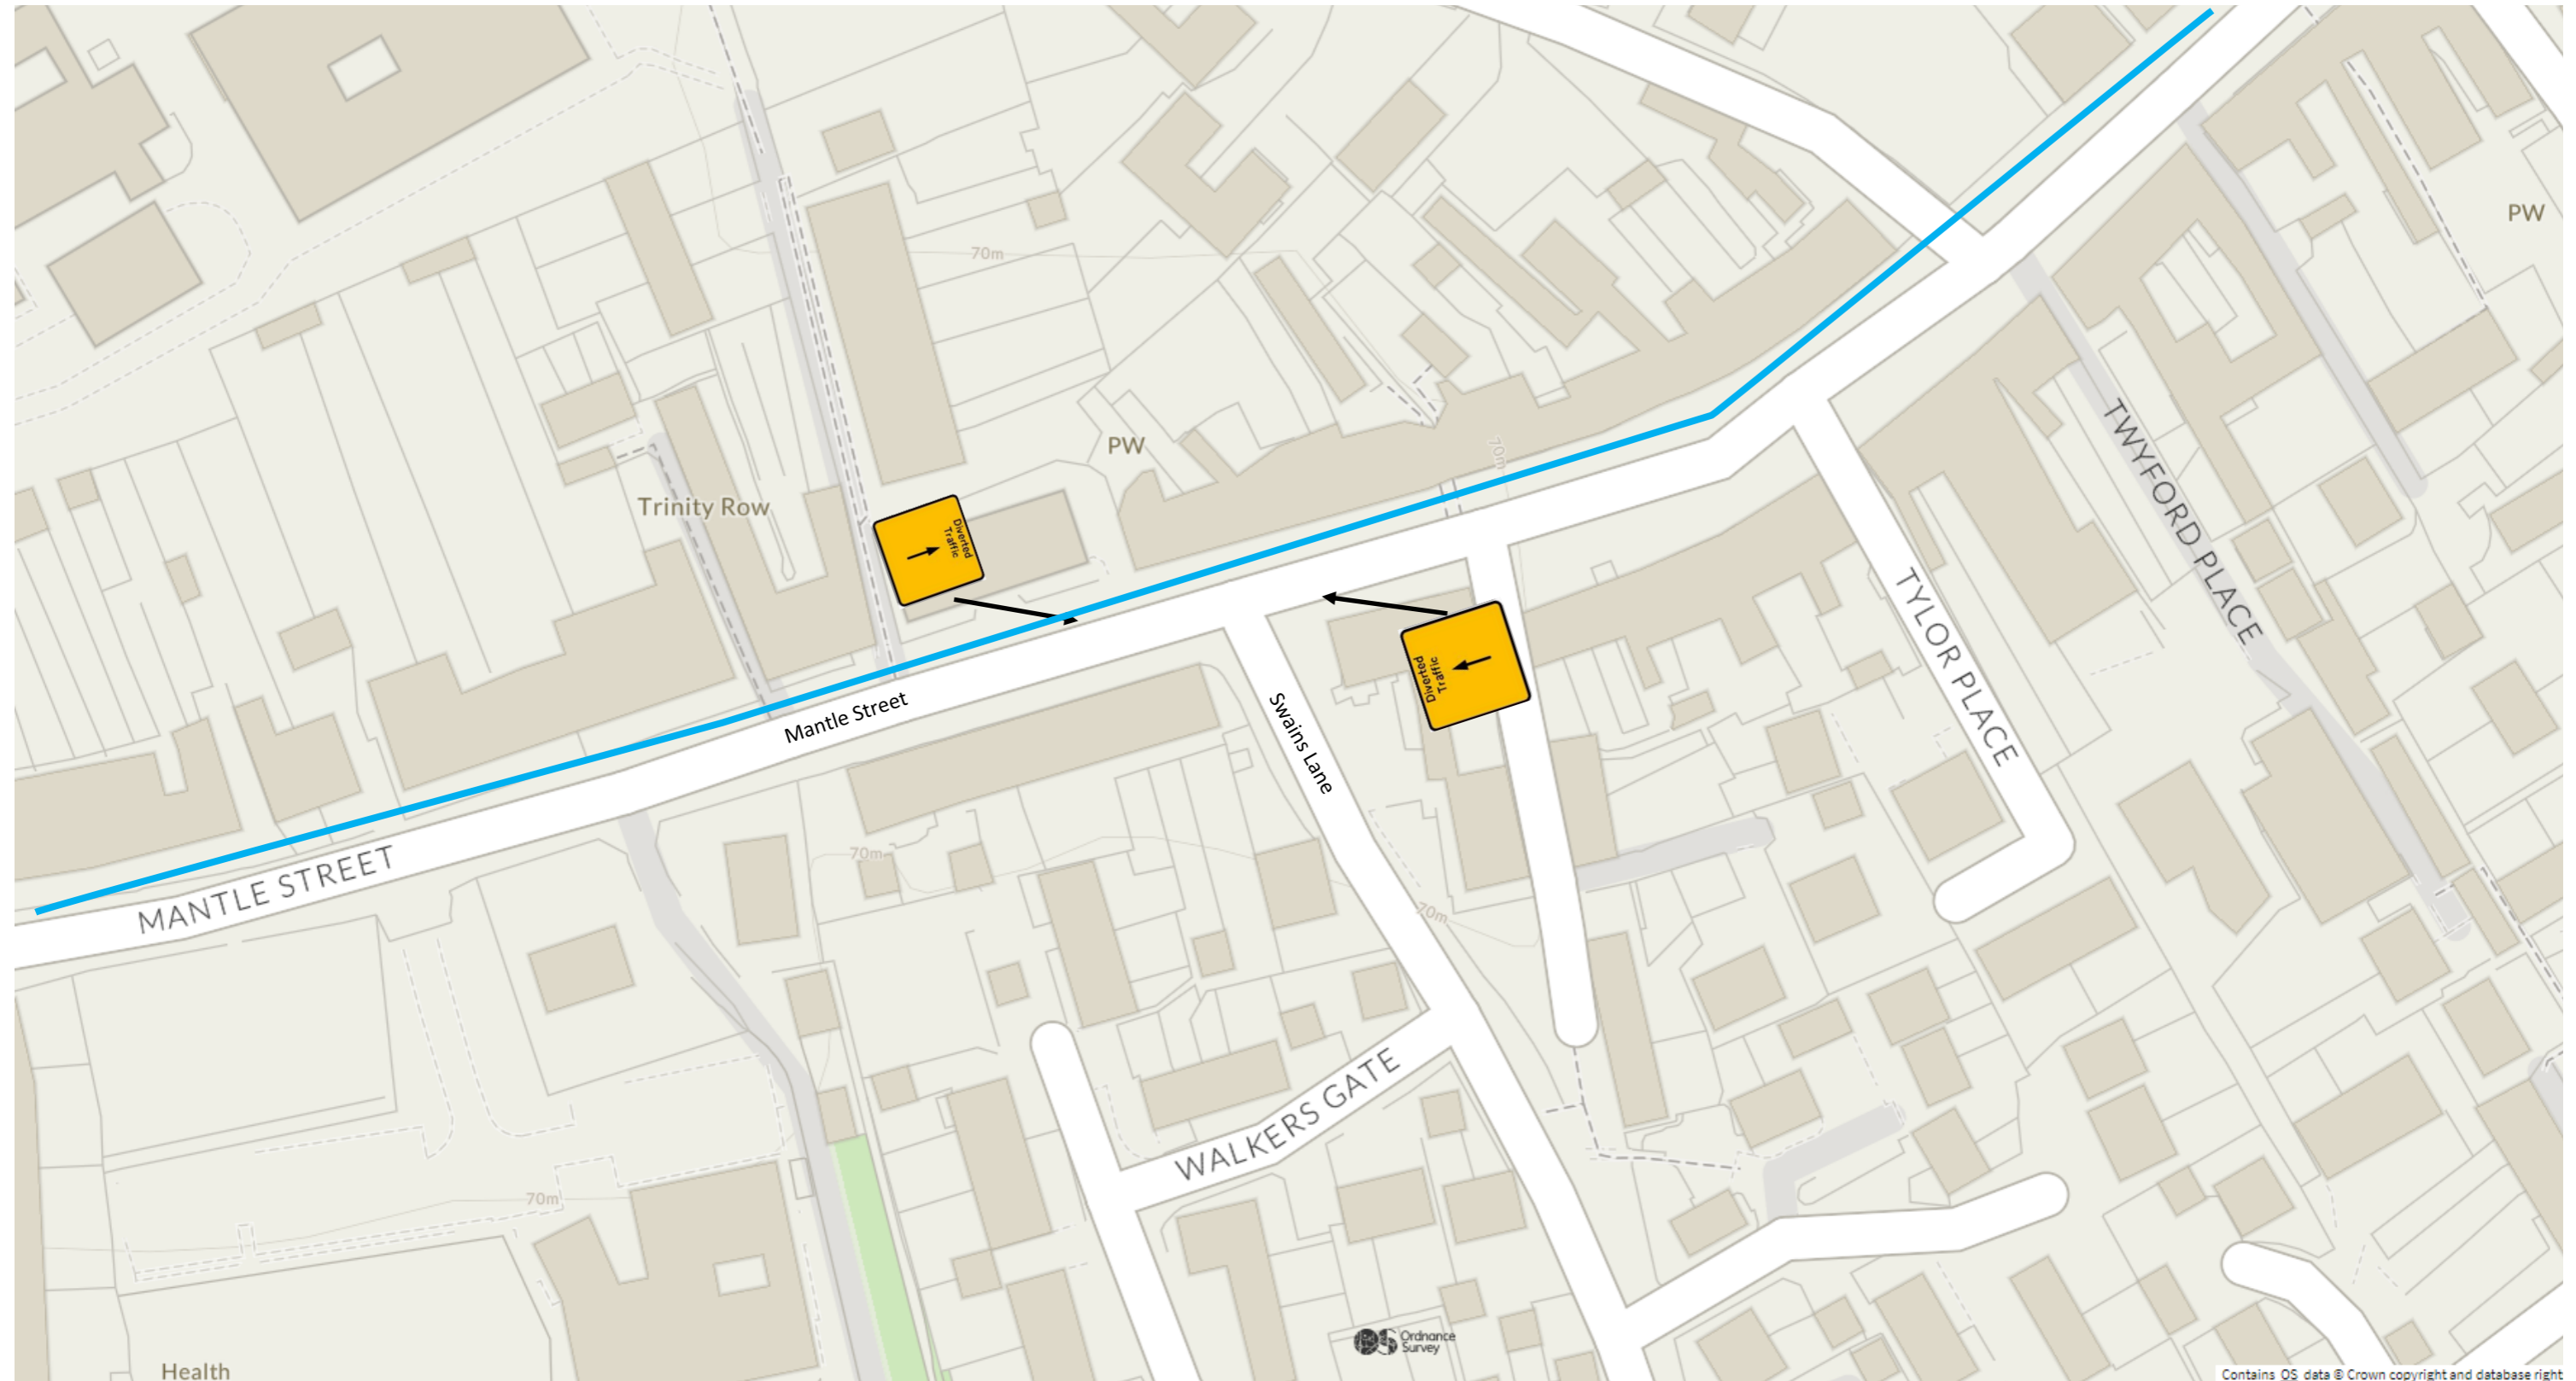 PW
70m
PW
70m
Trinity Row
TWYFORD PLACE
Diverted
Traffic
TYLOR PLACE
Diverted
Traffic
Mantle Street
Swains Lane
MANTLE STREET
70m
70m
WALKERS GATE
70m
Ordnance
Survey
Health
Contains OS data © Crown copyright and database right